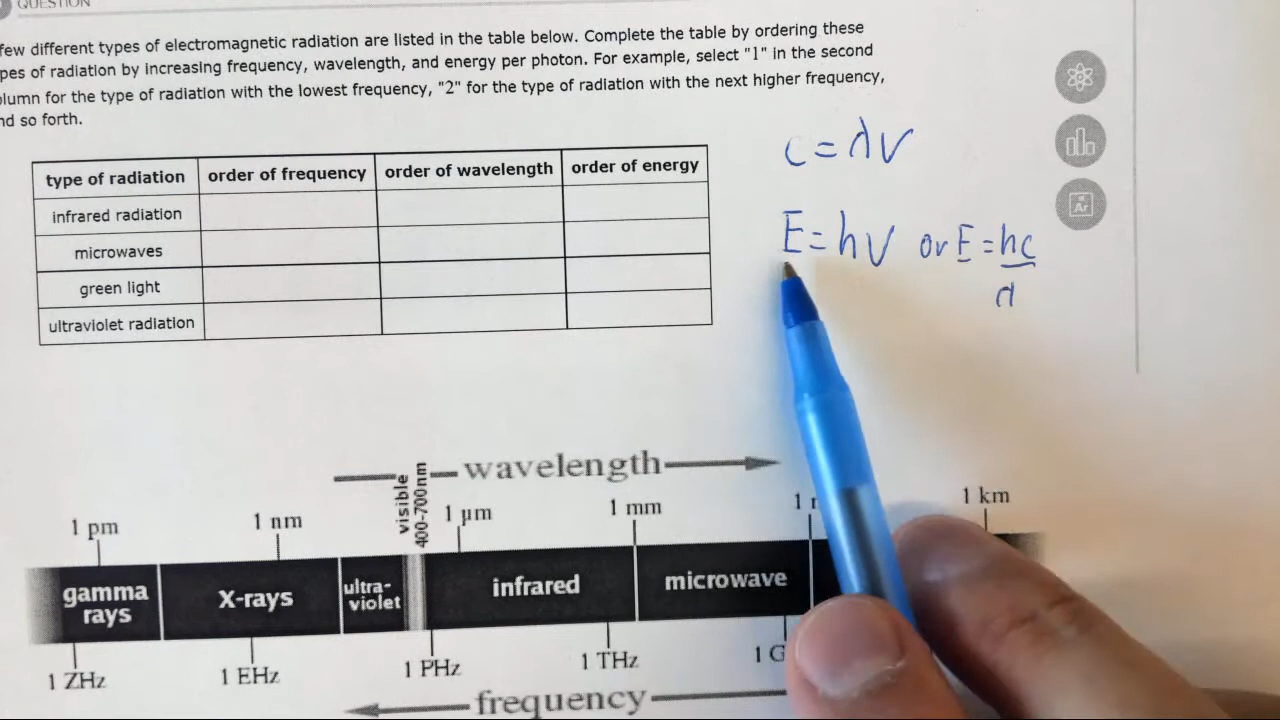 QUESTION
few different types of electromagnetic radiation are listed in the table below. Complete the table by ordering these
pes of radiation by increasing frequency, wavelength, and energy per photon. For example, select "1" in the second
olumn for the type of radiation with the lowest frequency, "2" for the type of radiation with the next higher frequency,
nd so forth.
type of radiation order of frequency order of wavelength order of energy
infrared radiation
microwaves
green light
ultraviolet radiation
c = λν
E = hν or E = hc
λ
Ar
wavelength
visible
400-700nm
1 pm 1 nm 1 μm 1 mm 1 km
gamma rays X-rays ultra-violet infrared microwave
1 ZHz 1 EHz 1 PHz 1 THz 1 G
frequency